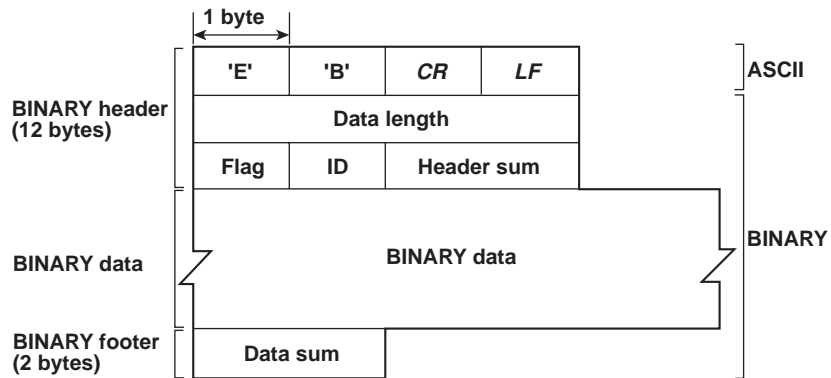 1 byte
'E' 'B' CR LF
ASCII
BINARY header
(12 bytes)
Data length
Flag ID Header sum
BINARY
BINARY data
BINARY data
BINARY footer
(2 bytes)
Data sum